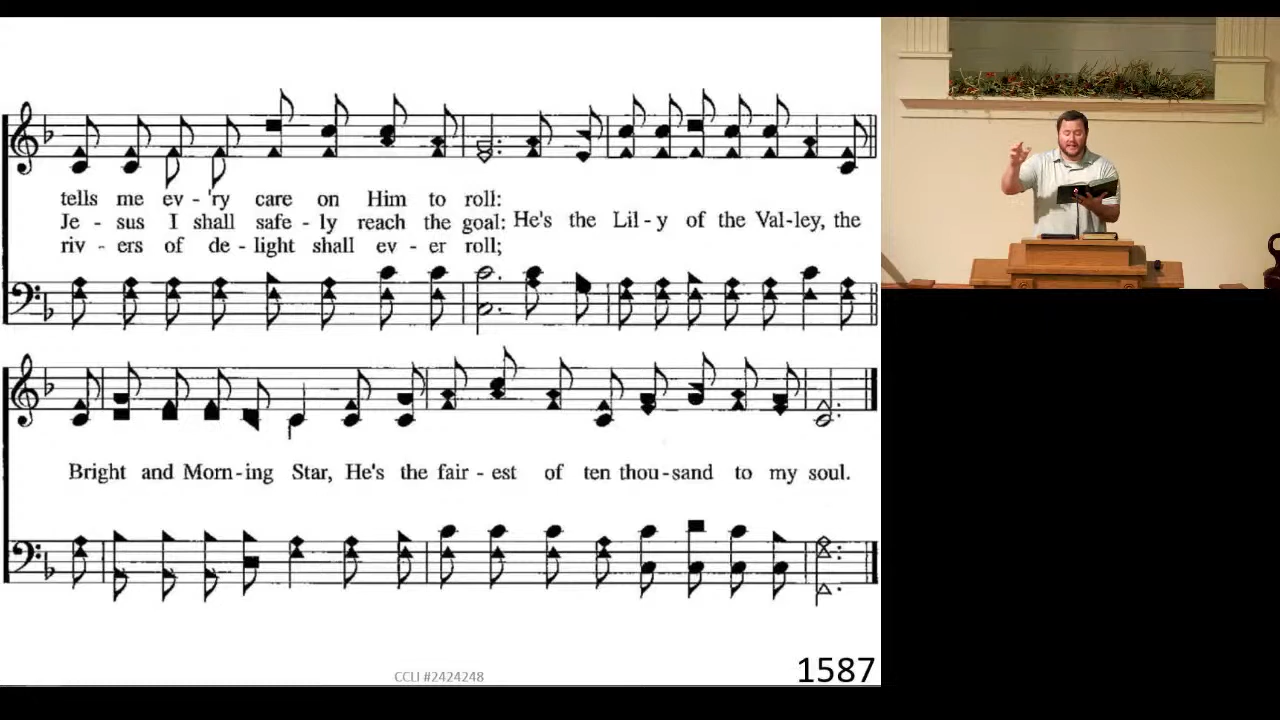 tells me ev - 'ry care on Him to roll:
Je - sus I shall safe - ly reach the goal: He's the Lil - y of the Val - ley, the
riv - ers of de - light shall ev - er roll;
Bright and Morn - ing Star, He's the fair - est of ten thou - sand to my soul.
CCLI #2424248
1587